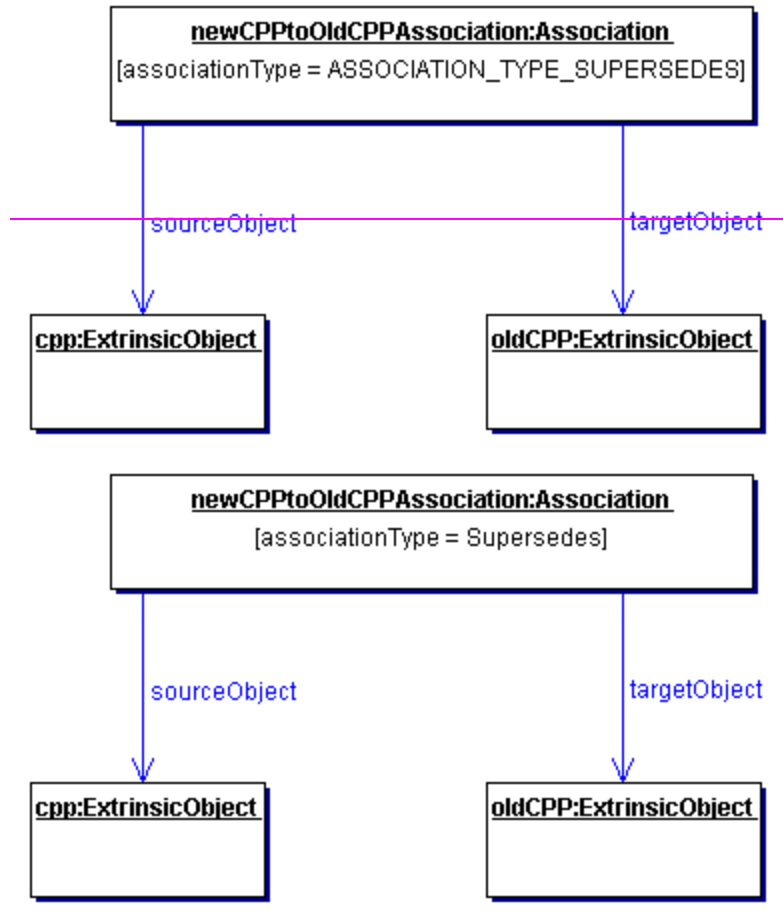 newCPPtoOldCPPAssociation:Association
[associationType = ASSOCIATION_TYPE_SUPERSEDES]
sourceObject
targetObject
cpp:ExtrinsicObject
oldCPP:ExtrinsicObject
newCPPtoOldCPPAssociation:Association
[associationType = Supersedes]
sourceObject
targetObject
cpp:ExtrinsicObject
oldCPP:ExtrinsicObject